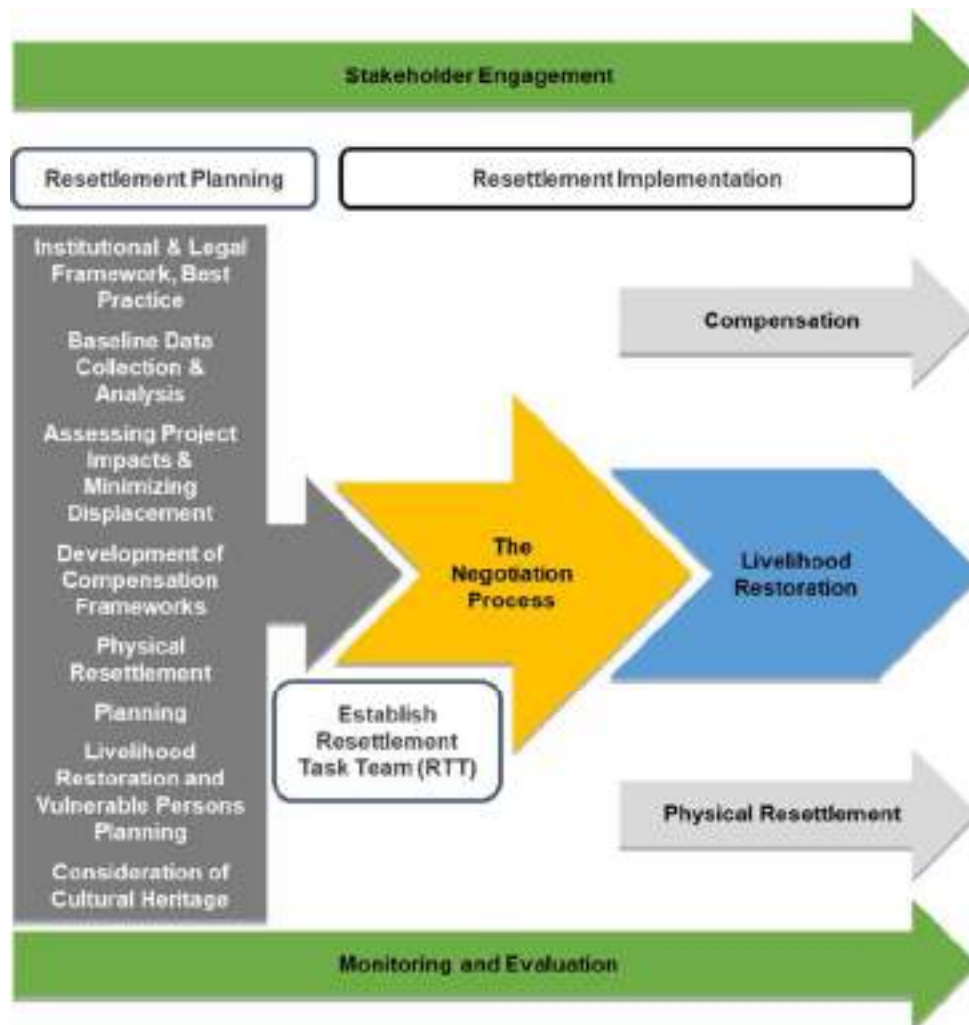 Stakeholder Engagement
Resettlement Planning
Resettlement Implementation
Institutional & Legal
Framework, Best
Practice
Baseline Data
Collection &
Analysis
Assessing Project
Impacts &
Minimizing
Displacement
Development of
Compensation
Frameworks
Physical
Resettlement
Planning
Livelihood
Restoration and
Vulnerable Persons
Planning
Consideration of
Cultural Heritage
Establish
Resettlement
Task Team (RTT)
The
Negotiation
Process
Compensation
Livelihood
Restoration
Physical Resettlement
Monitoring and Evaluation